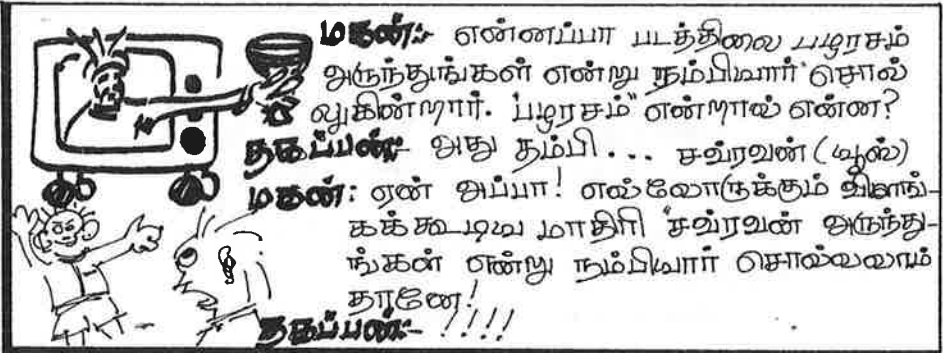 மகன்:- என்னப்பா படத்திலை பழரசம்
அருந்துங்கள் என்று நம்பியார் சொல்
லுகின்றார். "பழரசம்" என்றால் என்ன?
தகப்பன்:- அது தம்பி... சவ்ரவன் (யூஸ்)
மகன்: ஏன் அப்பா! எல்லோருக்கும் விளங்-
கக்கூடிய மாதிரி "சவ்ரவன் அருந்து-
ங்கள் என்று நம்பியார் சொல்லலாம்
தானே!
தகப்பன்:- !!!!